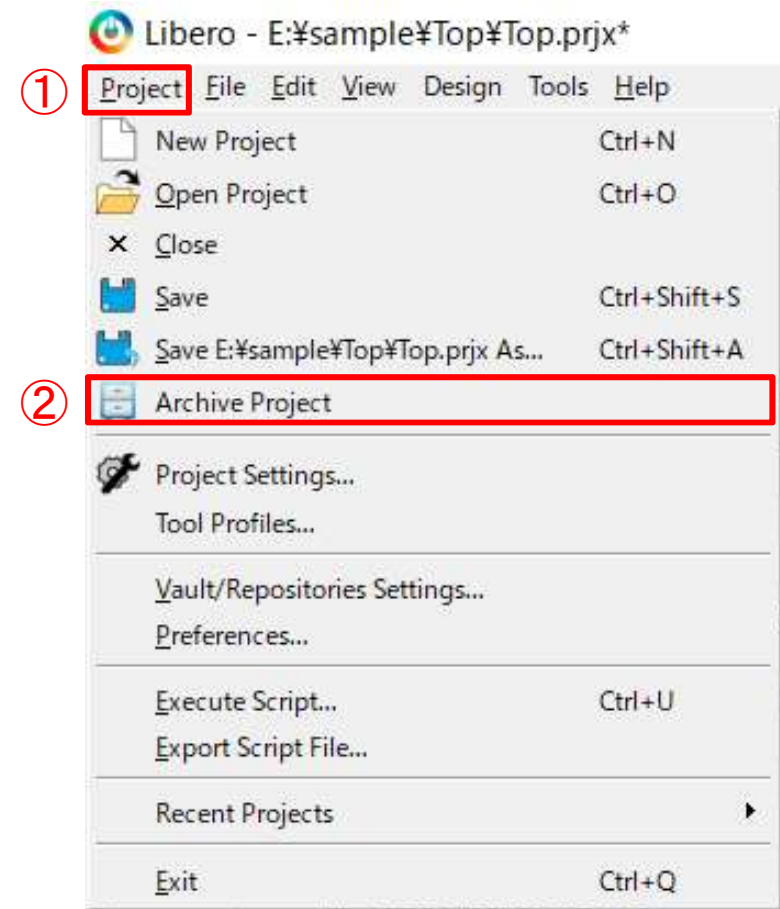 Libero - E:¥sample¥Top¥Top.prjx*
① Project File Edit View Design Tools Help
New Project Ctrl+N
Open Project Ctrl+O
Close
Save Ctrl+Shift+S
Save E:¥sample¥Top¥Top.prjx As... Ctrl+Shift+A
② Archive Project
Project Settings...
Tool Profiles...
Vault/Repositories Settings...
Preferences...
Execute Script... Ctrl+U
Export Script File...
Recent Projects
Exit Ctrl+Q